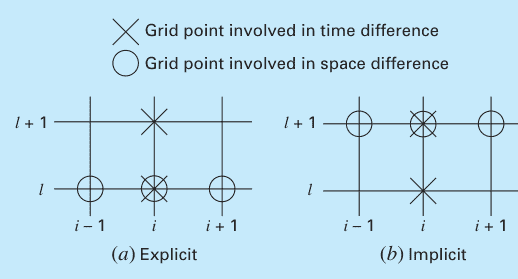 Grid point involved in time difference
Grid point involved in space difference
l + 1
l
i − 1
i
i + 1
(a) Explicit
l + 1
l
i − 1
i
i + 1
(b) Implicit